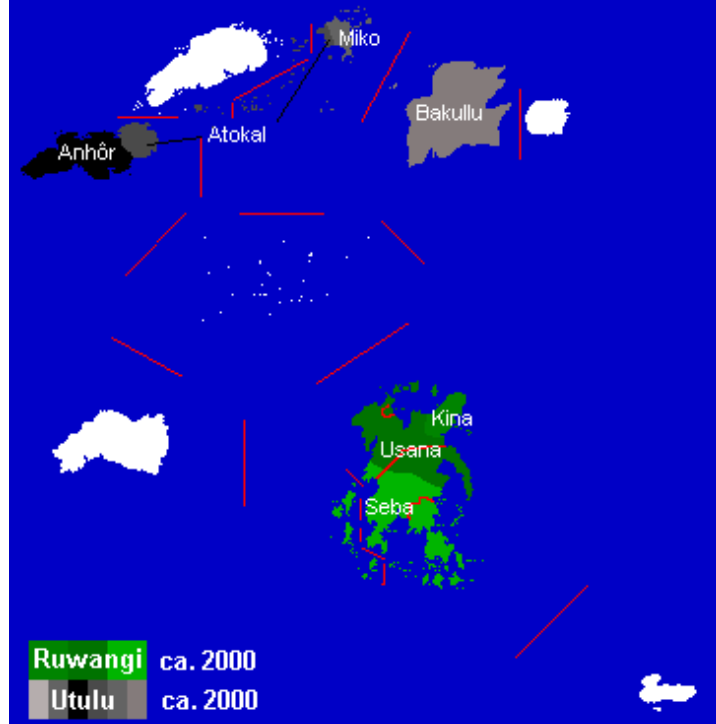 Miko
Bakullu
Atokal
Anhôr
Kina
Usana
Seba
Ruwangi ca. 2000
Utulu ca. 2000